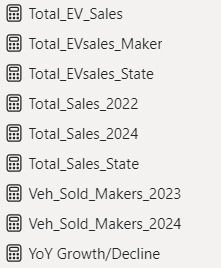 Total_EV_Sales
Total_EVsales_Maker
Total_EVsales_State
Total_Sales_2022
Total_Sales_2024
Total_Sales_State
Veh_Sold_Makers_2023
Veh_Sold_Makers_2024
YoY Growth/Decline